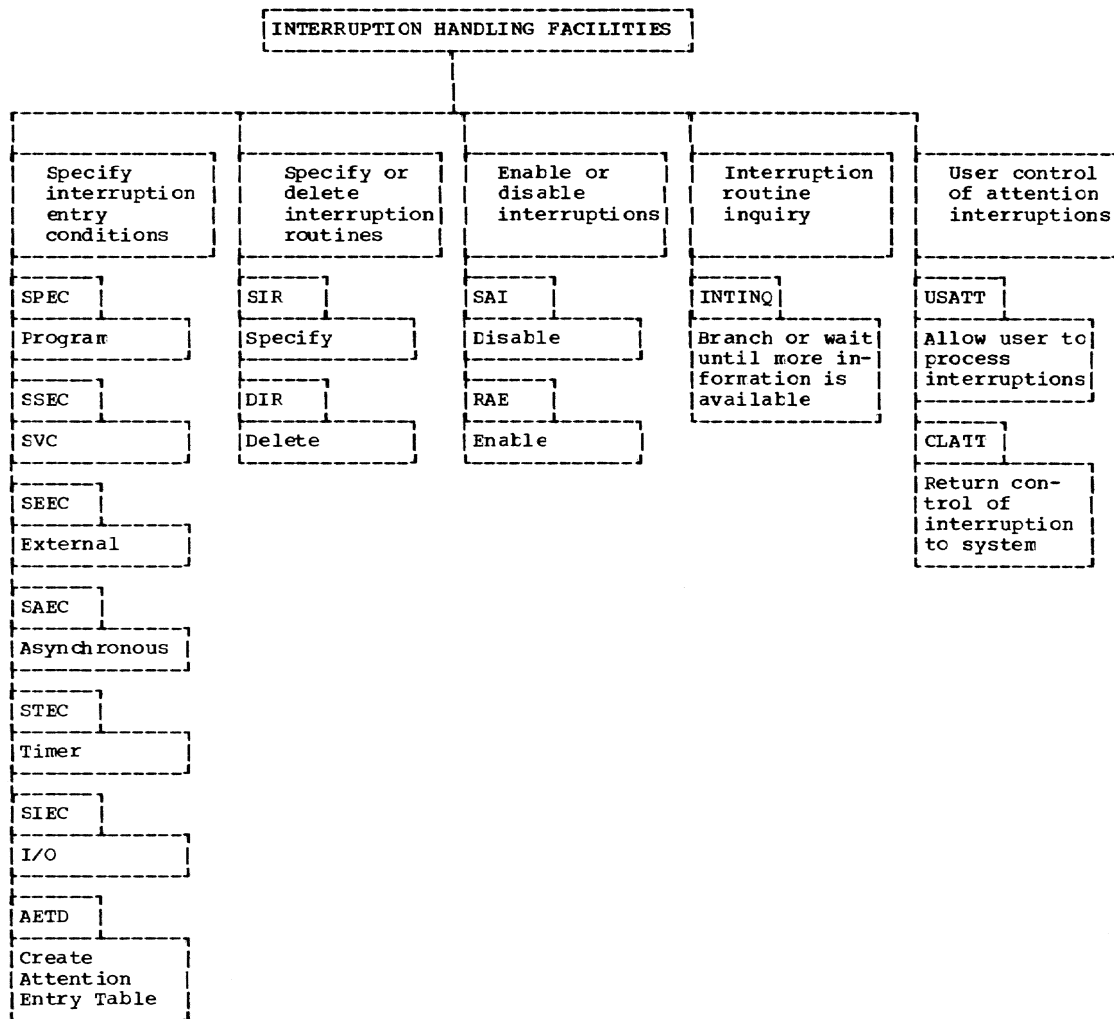 INTERRUPTION HANDLING FACILITIES
Specify
interruption
entry
conditions
SPEC
Program
SSEC
SVC
SEEC
External
SAEC
Asynchronous
STEC
Timer
SIEC
I/O
AETD
Create
Attention
Entry Table
Specify or
delete
interruption
routines
SIR
Specify
DIR
Delete
Enable or
disable
interruptions
SAI
Disable
RAE
Enable
Interruption
routine
inquiry
INTINQ
Branch or wait
until more in-
formation is
available
User control
of attention
interruptions
USATT
Allow user to
process
interruptions
CLATT
Return con-
trol of
interruption
to system